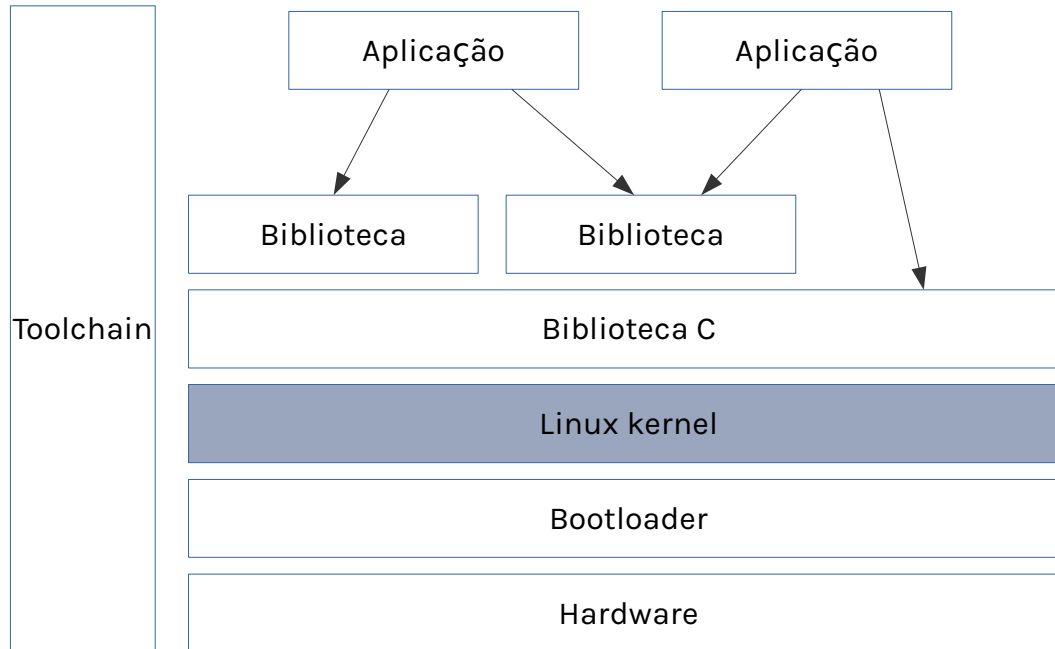 Aplicação
Aplicação
Biblioteca
Biblioteca
Toolchain
Biblioteca C
Linux kernel
Bootloader
Hardware